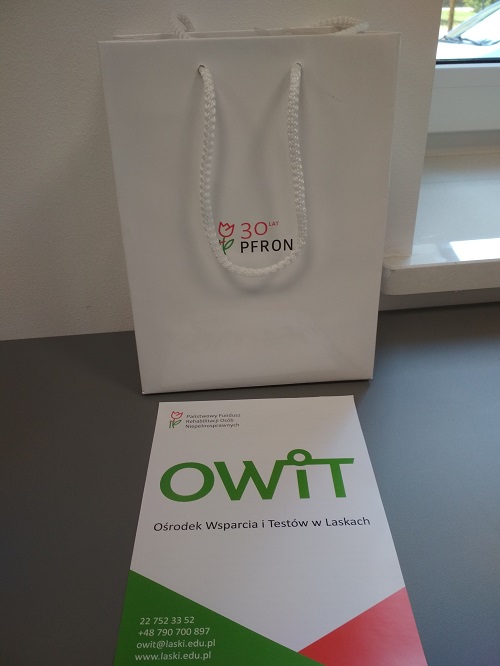 30 LAT
PFRON
Państwowy Fundusz
Rehabilitacji Osób
Niepełnosprawnych
OWiT
Ośrodek Wsparcia i Testów w Laskach
22 752 33 52
+48 790 700 897
owit@laski.edu.pl
www.laski.edu.pl